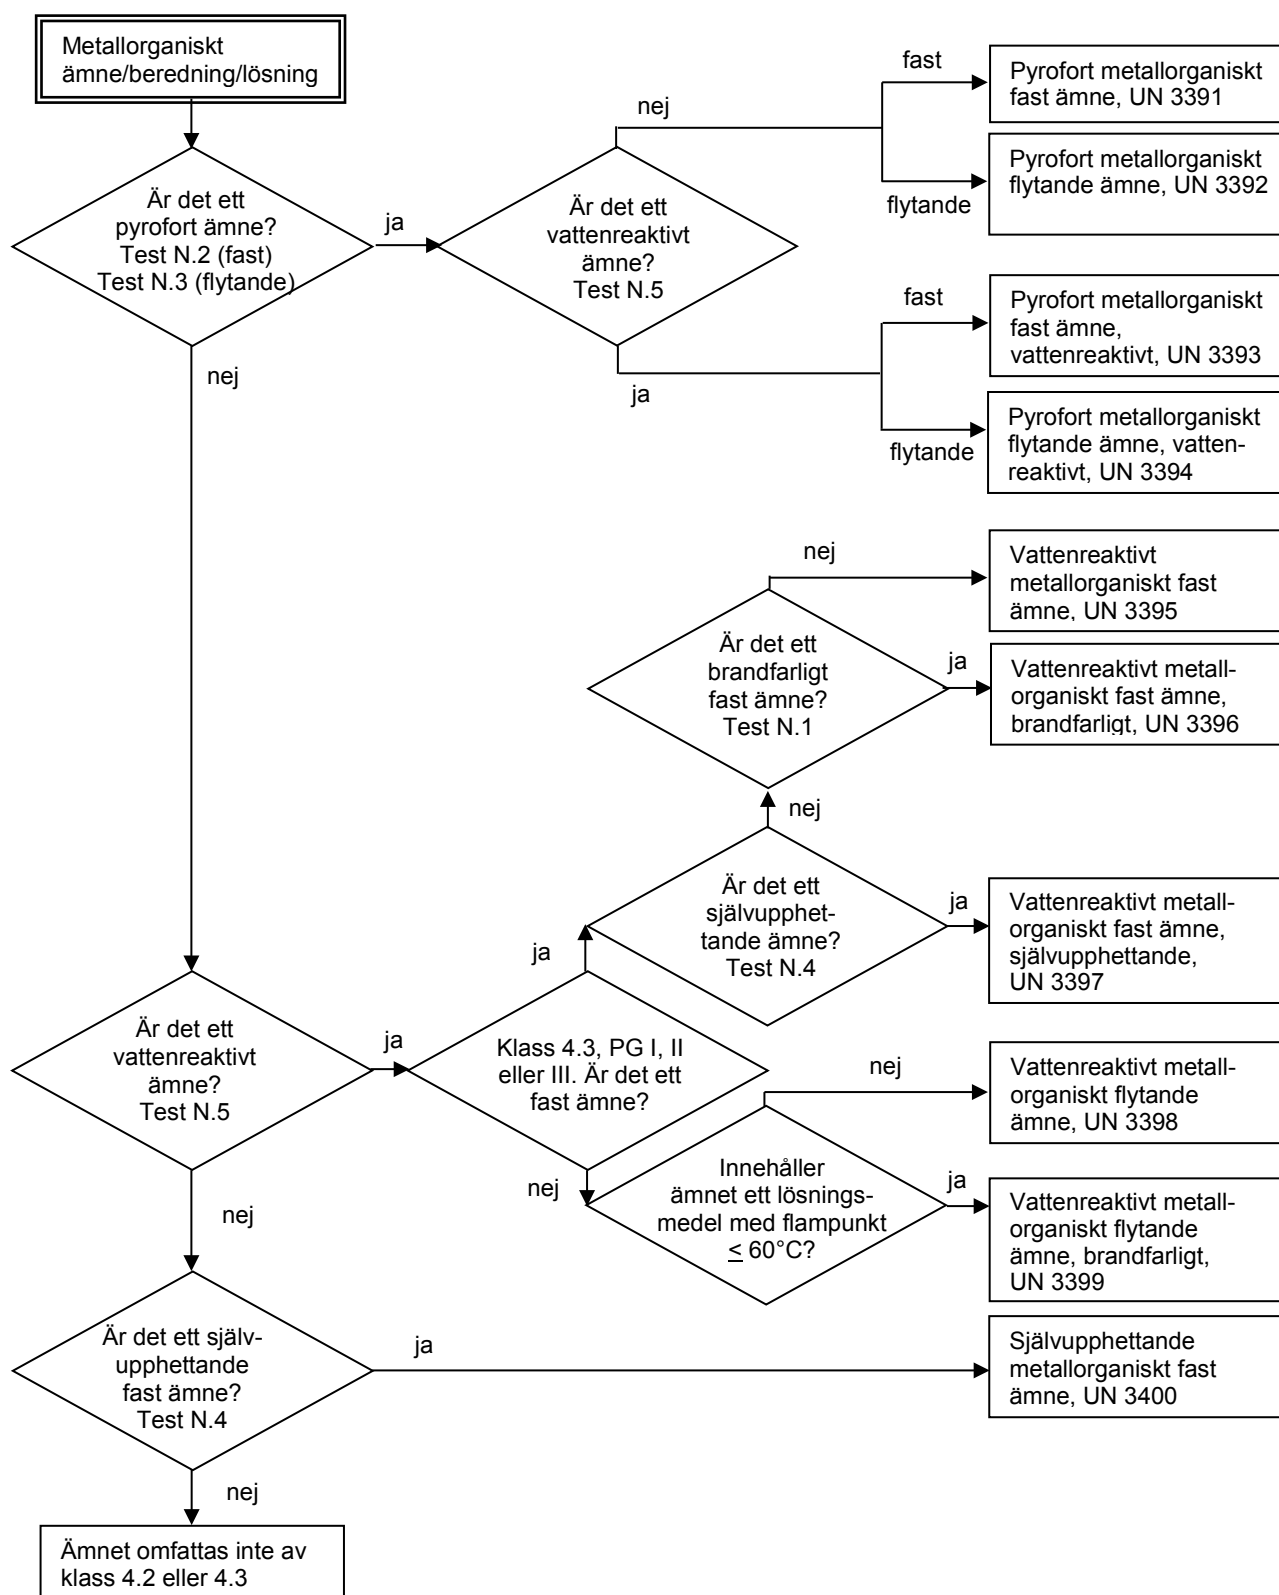 Metallorganiskt
ämne/beredning/lösning
Är det ett
pyrofort ämne?
Test N.2 (fast)
Test N.3 (flytande)
ja
nej
Är det ett
vattenreaktivt
ämne?
Test N.5
nej
fast
Pyrofort metallorganiskt
fast ämne, UN 3391
flytande
Pyrofort metallorganiskt
flytande ämne, UN 3392
ja
fast
Pyrofort metallorganiskt
fast ämne,
vattenreaktivt, UN 3393
flytande
Pyrofort metallorganiskt
flytande ämne, vatten-
reaktivt, UN 3394
nej
Vattenreaktivt
metallorganiskt fast
ämne, UN 3395
Är det ett
brandfarligt
fast ämne?
Test N.1
ja
Vattenreaktivt metall-
organiskt fast ämne,
brandfarligt, UN 3396
nej
Är det ett
självupphet-
tande ämne?
Test N.4
ja
Vattenreaktivt metall-
organiskt fast ämne,
självupphettande,
UN 3397
ja
Är det ett
vattenreaktivt
ämne?
Test N.5
ja
Klass 4.3, PG I, II
eller III. Är det ett
fast ämne?
nej
Vattenreaktivt metall-
organiskt flytande
ämne, UN 3398
nej
Innehåller
ämnet ett lösnings-
medel med flampunkt
≤ 60°C?
ja
Vattenreaktivt metall-
organiskt flytande
ämne, brandfarligt,
UN 3399
nej
Är det ett själv-
upphettande
fast ämne?
Test N.4
ja
Självupphettande
metallorganiskt fast
ämne, UN 3400
nej
Ämnet omfattas inte av
klass 4.2 eller 4.3